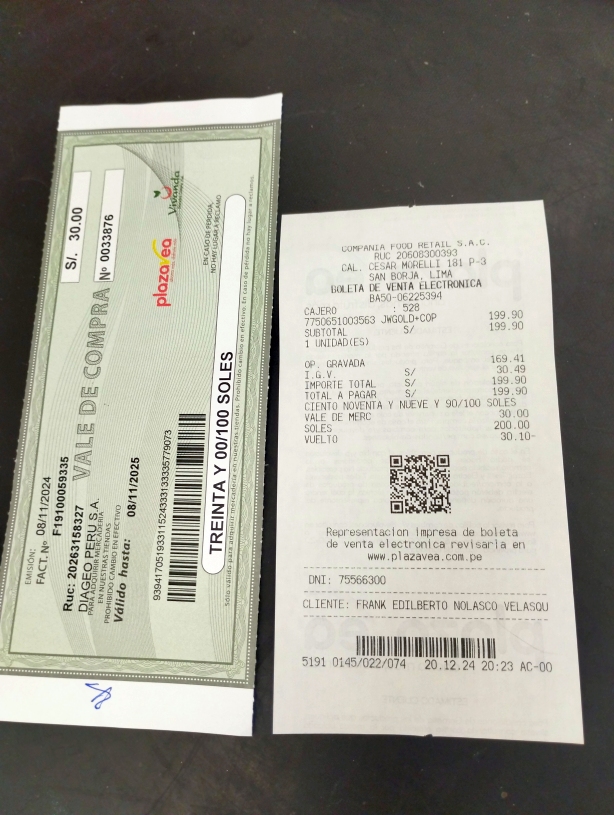 EMISIÓN: 08/11/2024
FACT. Nº F19100059335
Ruc: 20263158327
DIAGEO PERU S.A.
PARA ADQUIRIR MERCADERÍA
EN NUESTRAS TIENDAS
PROHIBIDO CAMBIO EN EFECTIVO
Válido hasta: 08/11/2025
VALE DE COMPRA
S/. 30.00
Nº 0033876
plazavea
Vivanda
EN CASO DE PÉRDIDA,
NO HAY LUGAR A RECLAMO
TREINTA Y 00/100 SOLES
Sólo válido para adquirir mercadería en nuestras tiendas. Prohibido cambio en efectivo. En caso de pérdida no hay lugar a reclamos.
COMPANIA FOOD RETAIL S.A.C.
RUC 20608300393
CAL. CESAR MORELLI 181 P-3
SAN BORJA, LIMA
BOLETA DE VENTA ELECTRONICA
BA50-06225394
CAJERO : 528
7750651003563 JWGOLD+COP 199.90
SUBTOTAL S/ 199.90
1 UNIDAD(ES)
OP. GRAVADA 169.41
I.G.V. S/ 30.49
IMPORTE TOTAL S/ 199.90
TOTAL A PAGAR S/ 199.90
CIENTO NOVENTA Y NUEVE Y 90/100 SOLES
VALE DE MERC 30.00
SOLES 200.00
VUELTO 30.10-
Representacion impresa de boleta
de venta electronica revisarla en
www.plazavea.com.pe
DNI: 75566300
CLIENTE: FRANK EDILBERTO NOLASCO VELASQU
5191 0145/022/074 20.12.24 20:23 AC-00